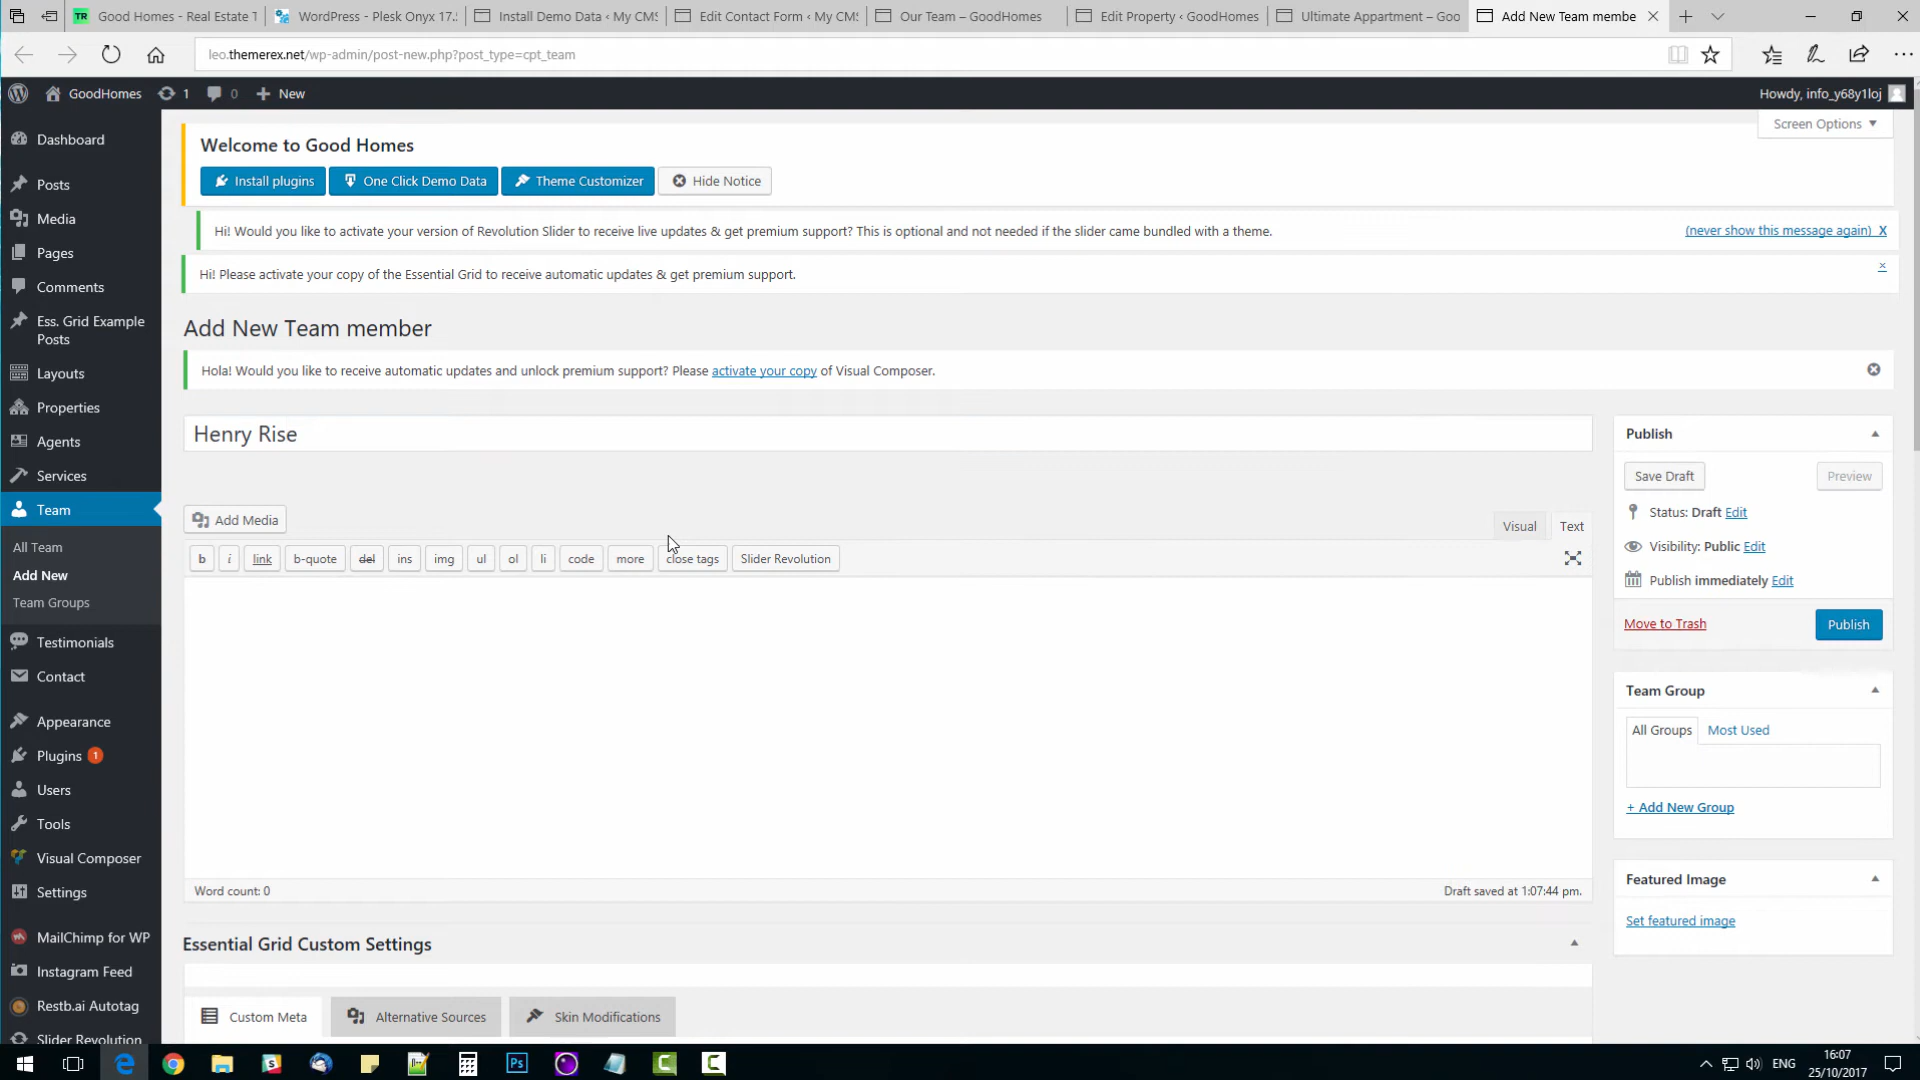 Good Homes - Real Estate T
WordPress - Plesk Onyx 17.
Install Demo Data ‹ My CMS
Edit Contact Form ‹ My CMS
Our Team – GoodHomes
Edit Property ‹ GoodHomes
Ultimate Appartment – Goo
Add New Team membe
leo.themerex.net/wp-admin/post-new.php?post_type=cpt_team
GoodHomes
1
0
New
Howdy, info_y68y1loj
Screen Options
Dashboard
Posts
Media
Pages
Comments
Ess. Grid Example
Posts
Layouts
Properties
Agents
Services
Team
All Team
Add New
Team Groups
Testimonials
Contact
Appearance
Plugins 1
Users
Tools
Visual Composer
Settings
MailChimp for WP
Instagram Feed
Restb.ai Autotag
Slider Revolution
Welcome to Good Homes
Install plugins
One Click Demo Data
Theme Customizer
Hide Notice
Hi! Would you like to activate your version of Revolution Slider to receive live updates & get premium support? This is optional and not needed if the slider came bundled with a theme.
(never show this message again) X
Hi! Please activate your copy of the Essential Grid to receive automatic updates & get premium support.
×
Add New Team member
Hola! Would you like to receive automatic updates and unlock premium support? Please activate your copy of Visual Composer.
Henry Rise
Add Media
Visual
Text
b
i
link
b-quote
del
ins
img
ul
ol
li
code
more
close tags
Slider Revolution
Word count: 0
Draft saved at 1:07:44 pm.
Essential Grid Custom Settings
Custom Meta
Alternative Sources
Skin Modifications
Publish
Save Draft
Preview
Status: Draft Edit
Visibility: Public Edit
Publish immediately Edit
Move to Trash
Publish
Team Group
All Groups
Most Used
+ Add New Group
Featured Image
Set featured image
TR
Ps
ENG
16:07
25/10/2017